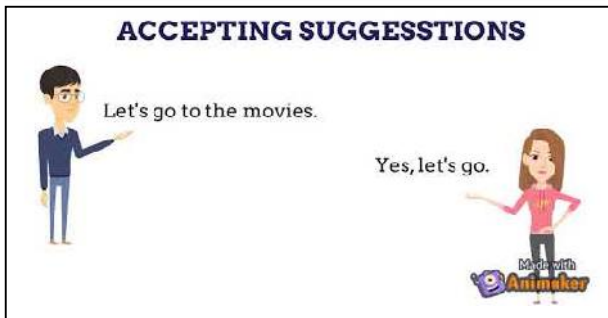 ACCEPTING SUGGESSTIONS
Let's go to the movies.
Yes, let's go.
Made with
Animaker